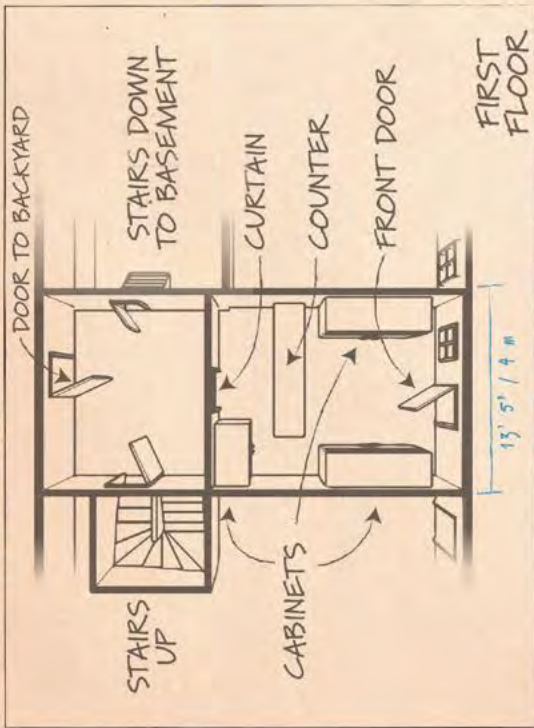 DOOR TO BACKYARD
STAIRS DOWN
TO BASEMENT
STAIRS
UP
CURTAIN
COUNTER
CABINETS
FRONT DOOR
13' 5" / 4 m
FIRST
FLOOR